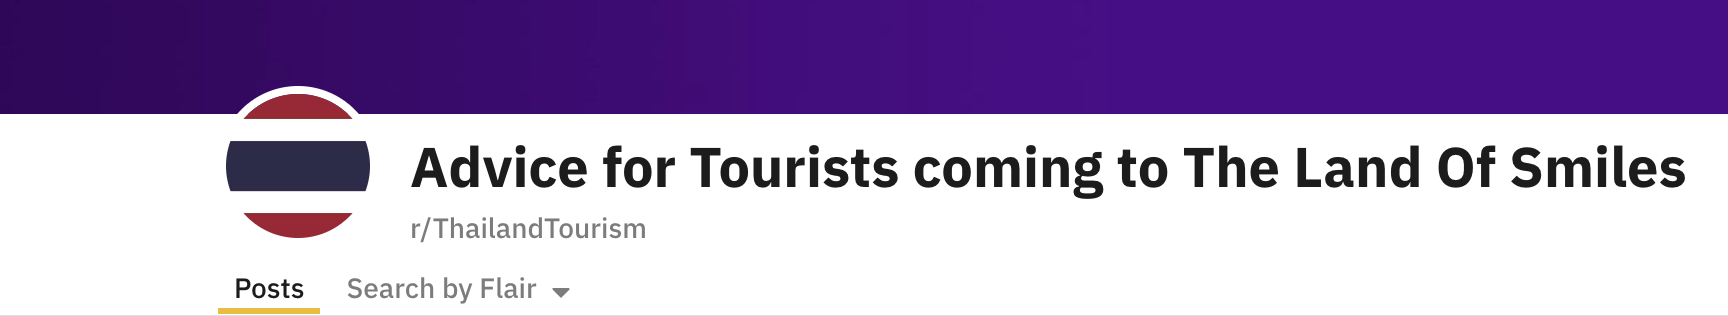 Advice for Tourists coming to The Land Of Smiles
r/ThailandTourism
Posts Search by Flair